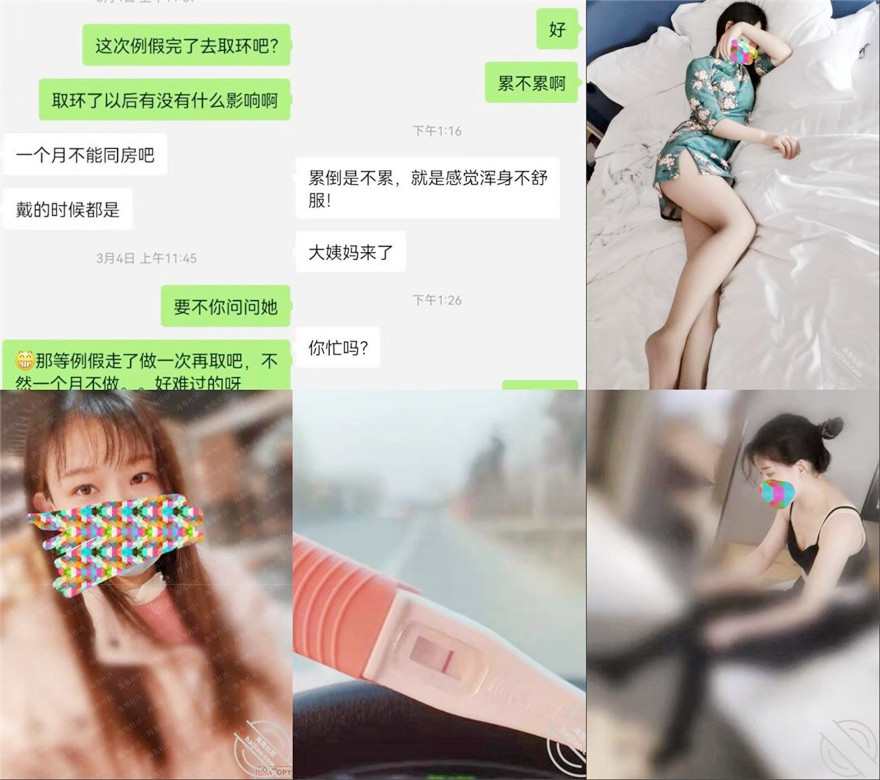 这次例假完了去取环吧？
取环了以后有没有什么影响啊
一个月不能同房吧
戴的时候都是
3月4日 上午11:45
要不你问问她
😁那等例假走了做一次再取吧，不
然一个月不做。。好难过的呀
好
累不累啊
下午1:16
累倒是不累，就是感觉浑身不舒
服！
大姨妈来了
下午1:26
你忙吗？